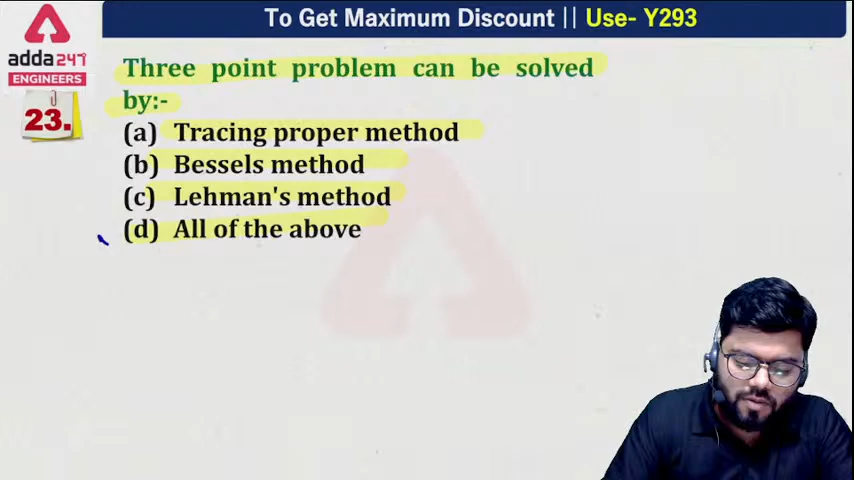 To Get Maximum Discount || Use- Y293
adda247
ENGINEERS
23.
Three point problem can be solved
by:-
(a) Tracing proper method
(b) Bessels method
(c) Lehman's method
(d) All of the above